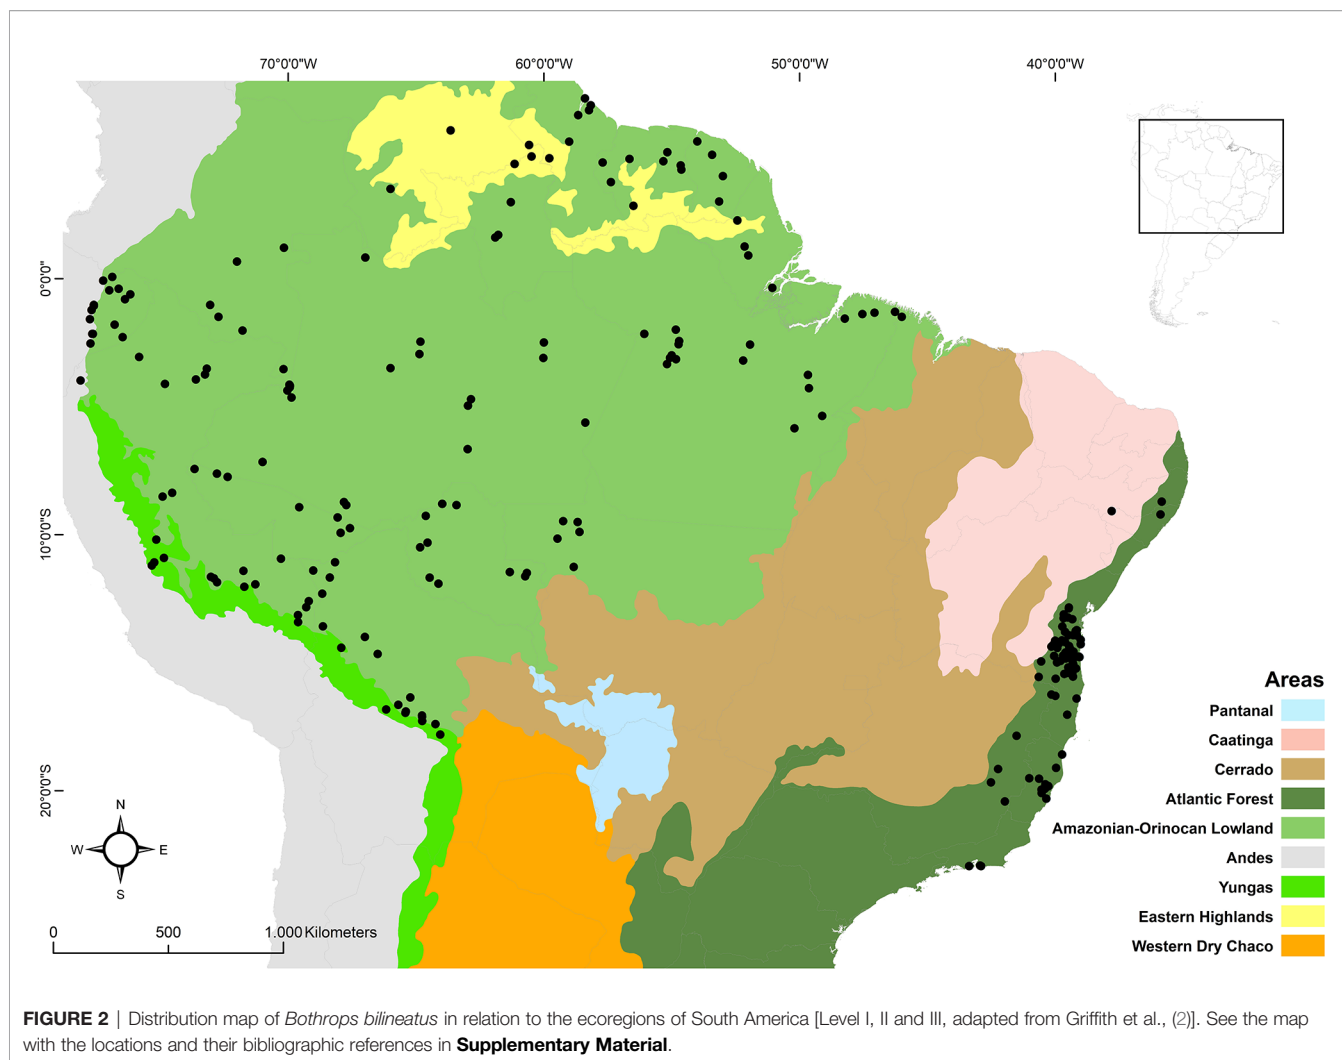 70°0'0"W
60°0'0"W
50°0'0"W
40°0'0"W
0°0'0"
10°0'0"S
20°0'0"S
N
W
E
S
0
500
1.000 Kilometers
Areas
Pantanal
Caatinga
Cerrado
Atlantic Forest
Amazonian-Orinocan Lowland
Andes
Yungas
Eastern Highlands
Western Dry Chaco
FIGURE 2 | Distribution map of Bothrops bilineatus in relation to the ecoregions of South America [Level I, II and III, adapted from Griffith et al., (2)]. See the map
with the locations and their bibliographic references in Supplementary Material.